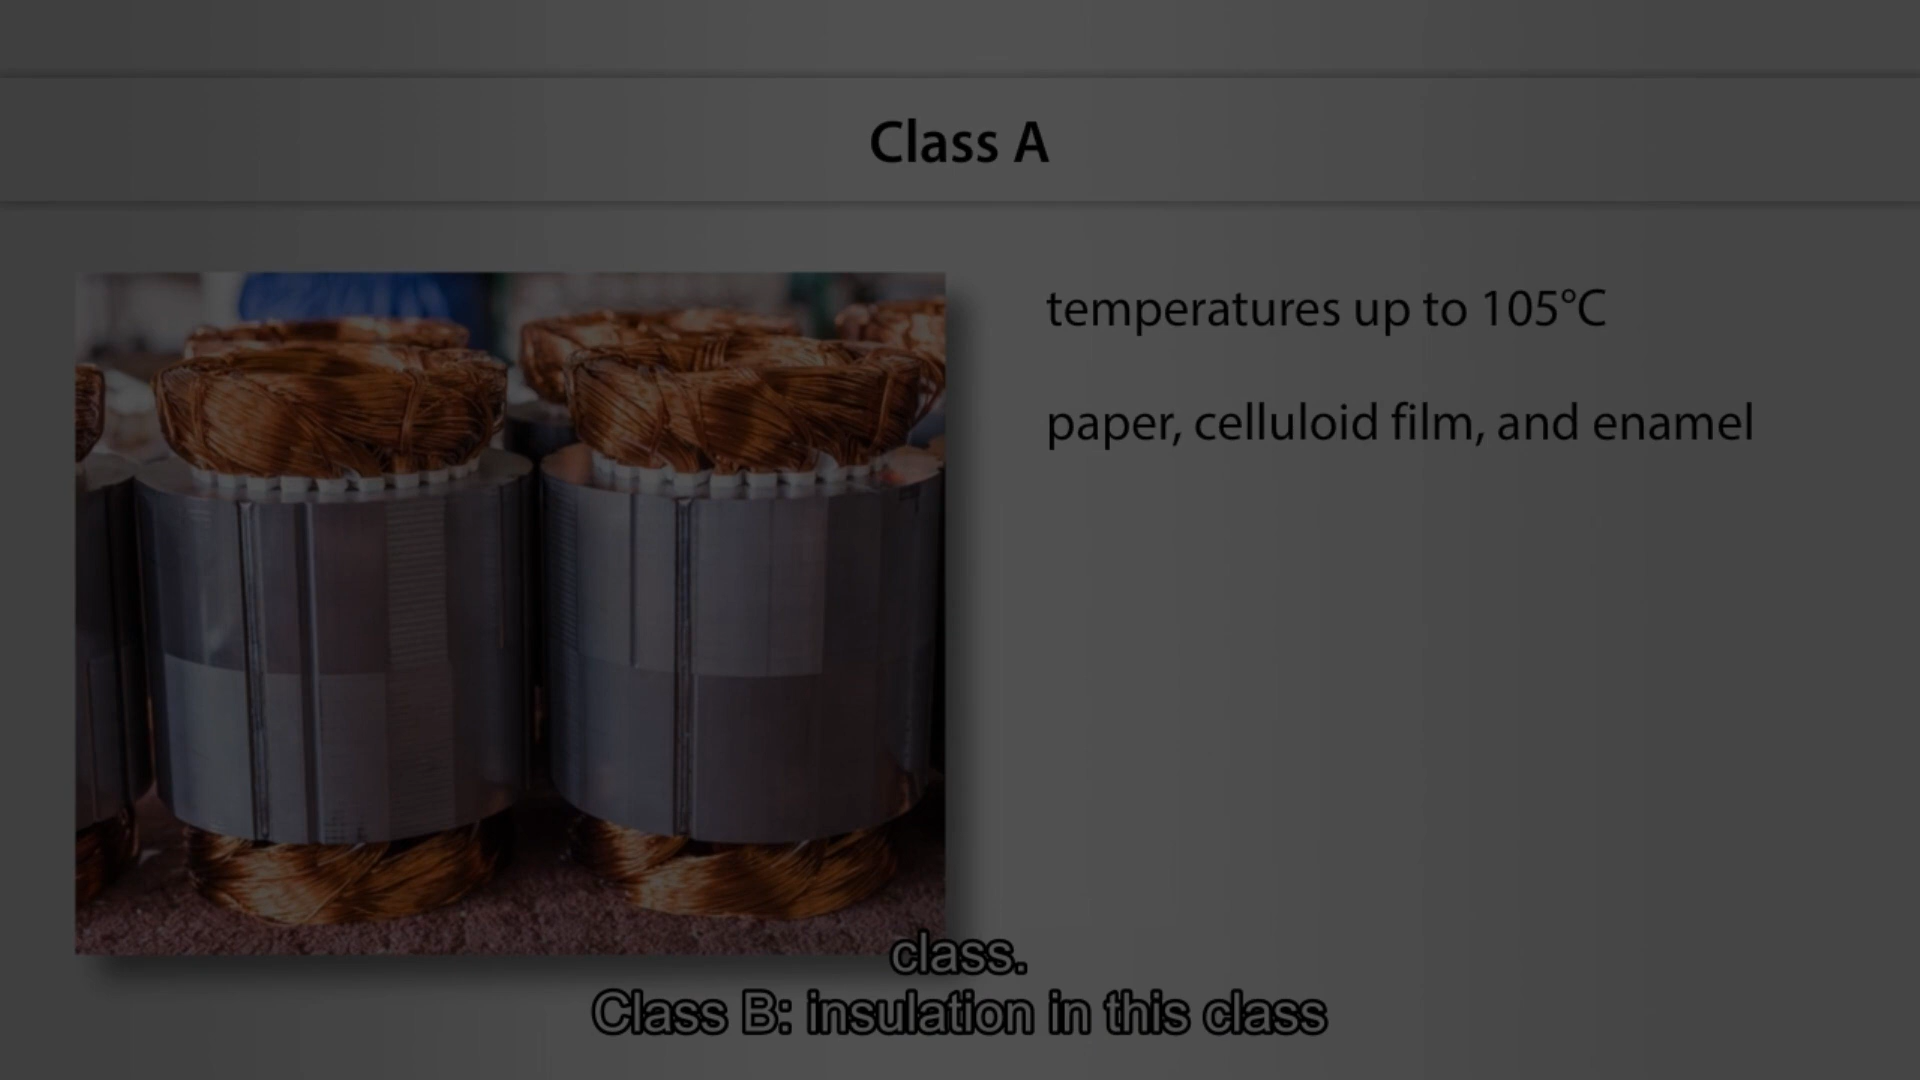 Class A
temperatures up to 105°C
paper, celluloid film, and enamel
class.
Class B: insulation in this class